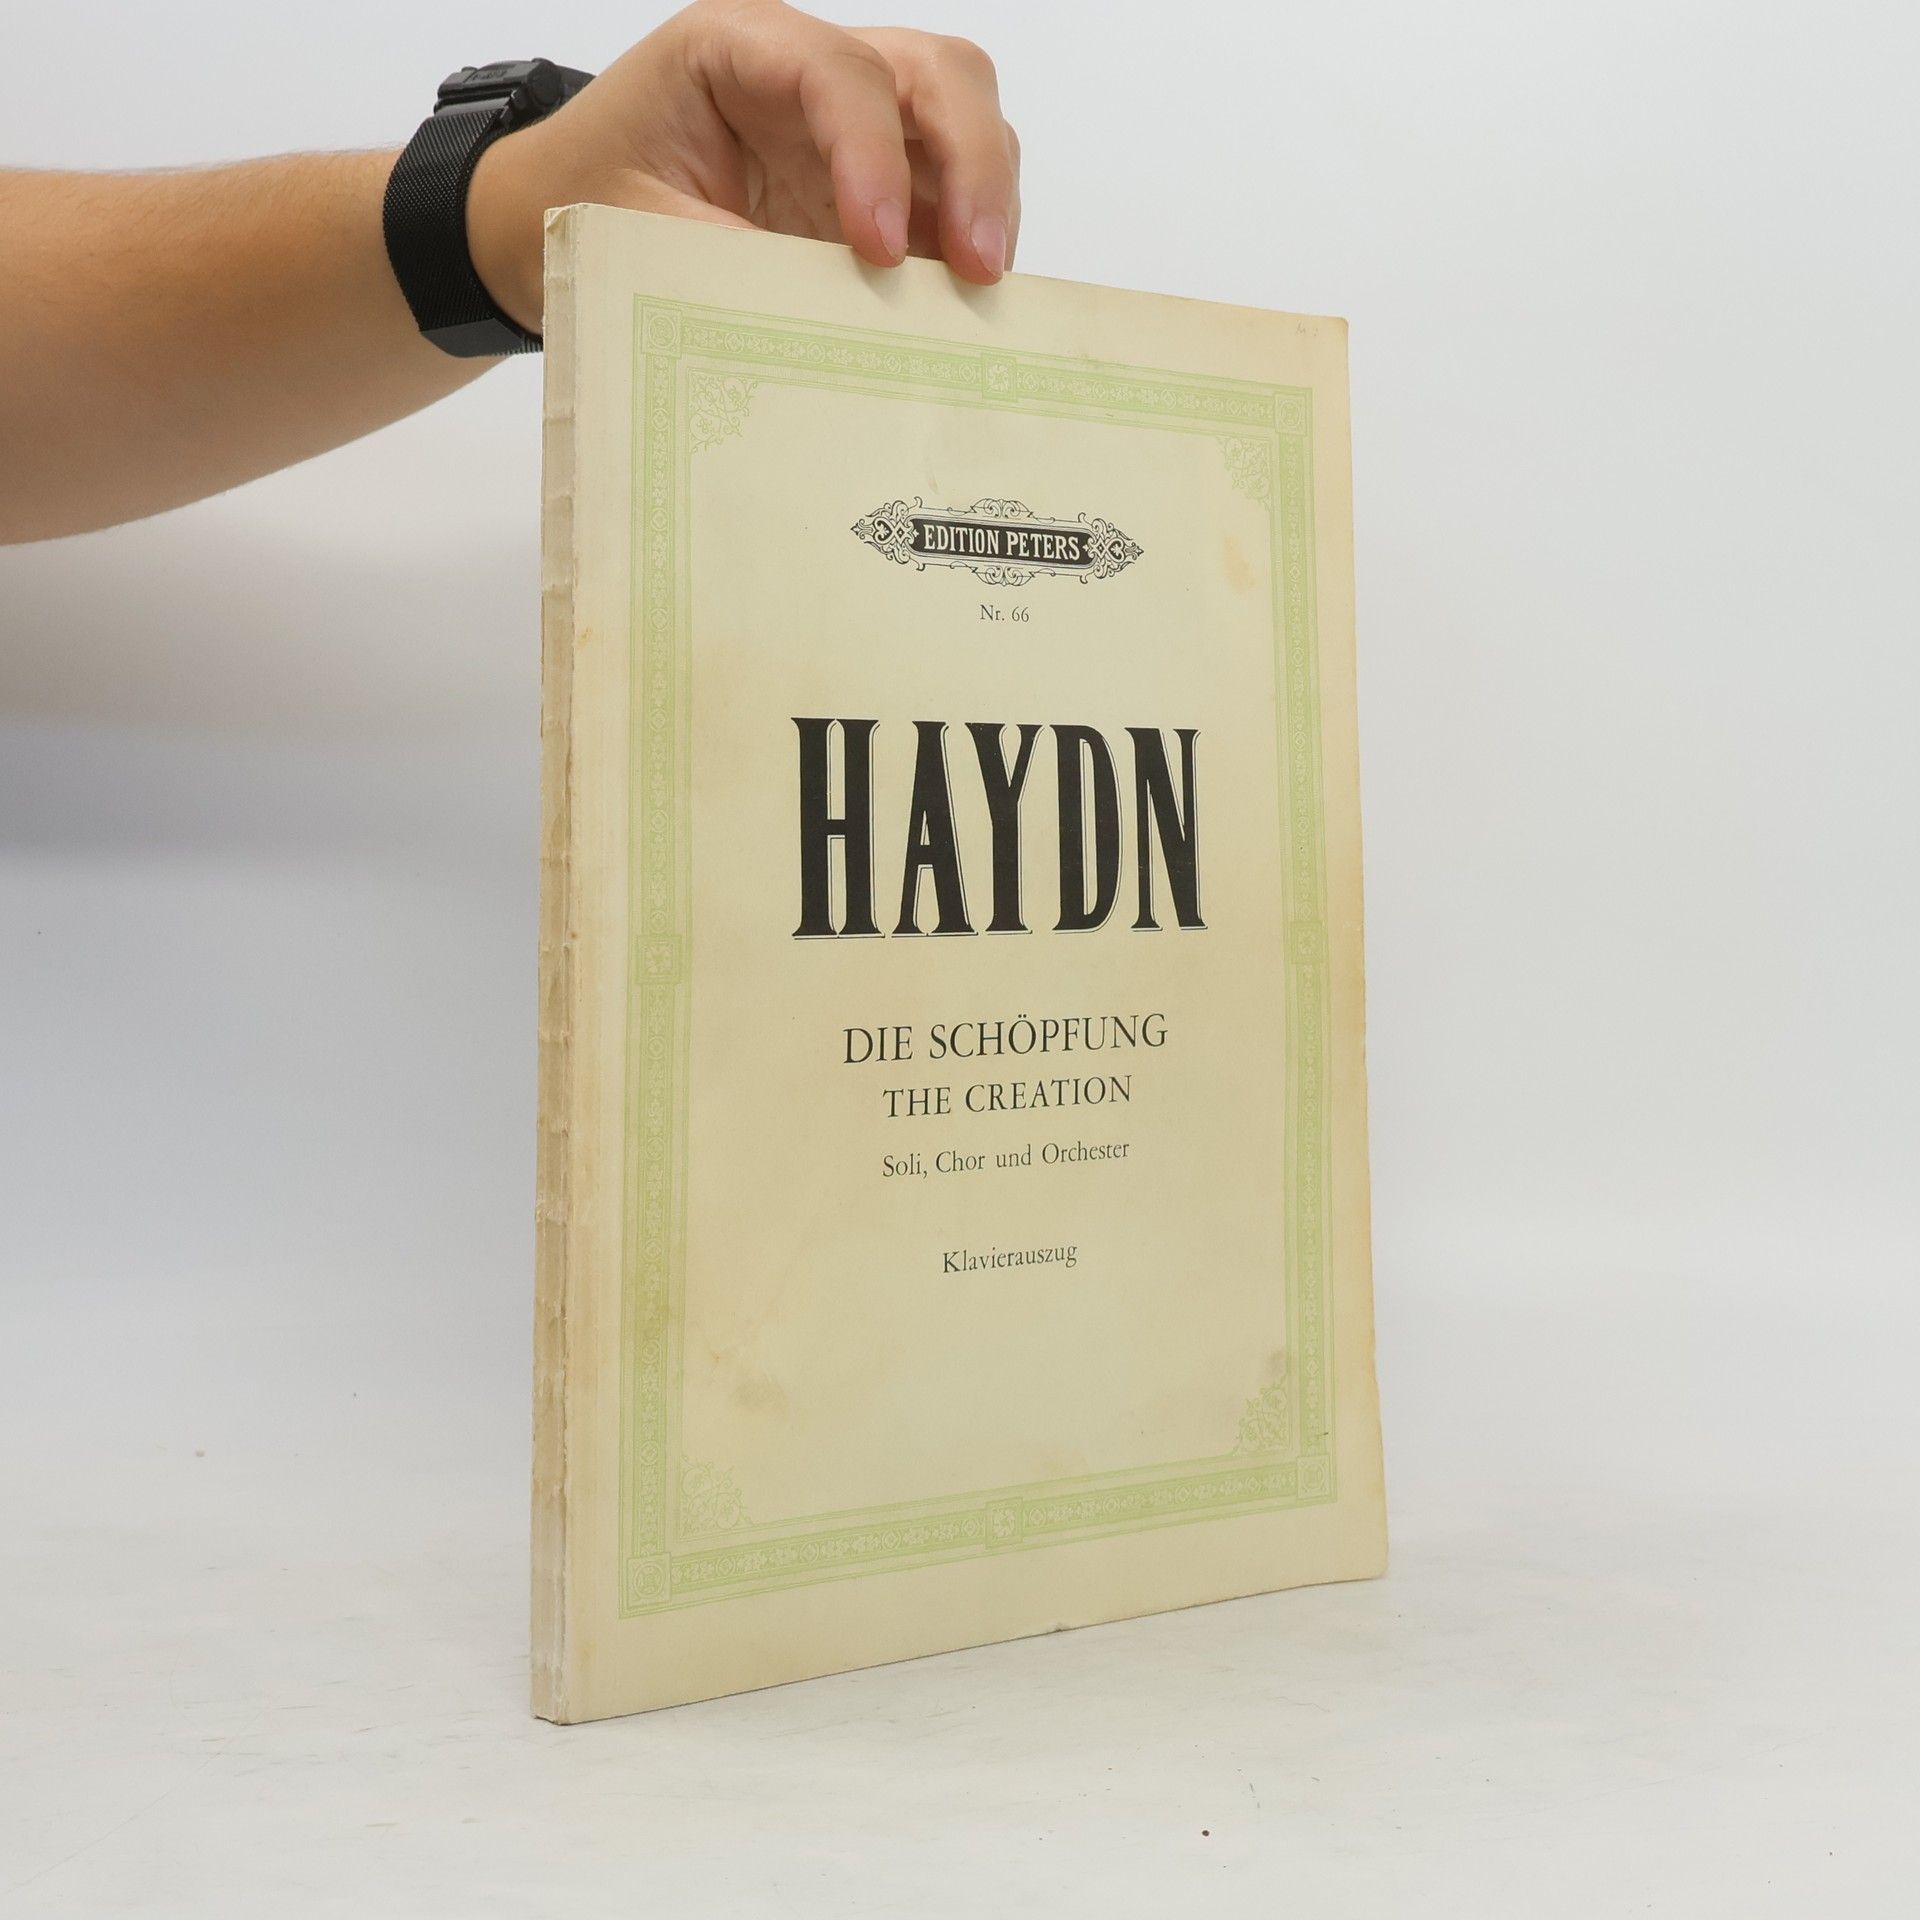 EDITION PETERS
Nr. 66
HAYDN
DIE SCHÖPFUNG
THE CREATION
Soli, Chor und Orchester
Klavierauszug